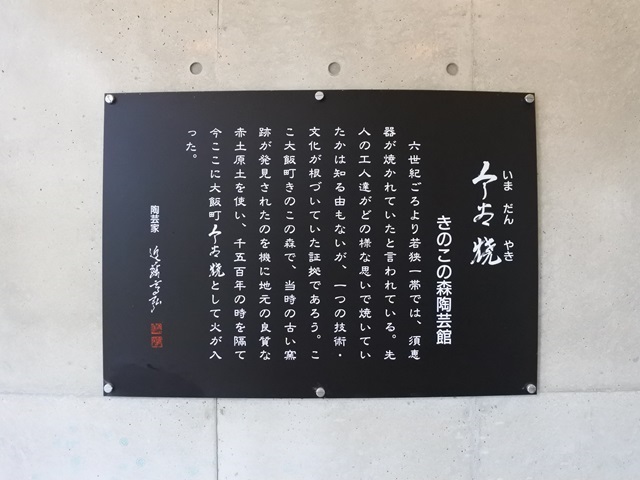 いま だん やき
きのこの森陶芸館
六世紀ごろより若狭一帯では、須恵
器が焼かれていたと言われている。先
人の工人達がどの様な思いで焼いてい
たかは知る由もないが、一つの技術・
文化が根づいていた証拠であろう。こ
こ大飯町きのこの森で、当時の古い窯
跡が発見されたのを機に地元の良質な
赤土原土を使い、千五百年の時を隔て
今ここに大飯町 として火が入
った。
陶芸家 近藤